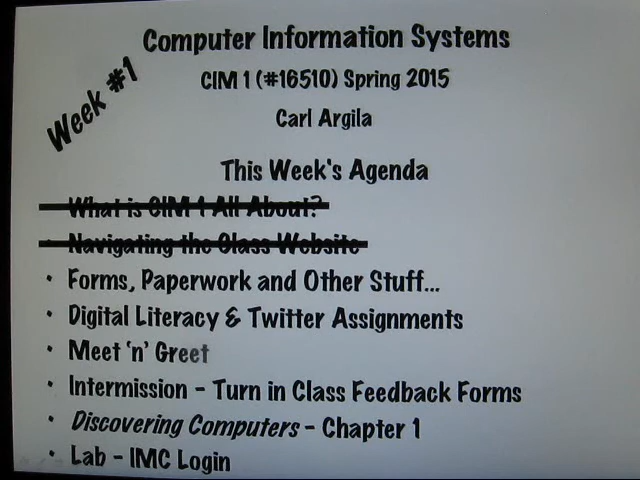 Computer Information Systems
Week #1
CIM 1 (#16510) Spring 2015
Carl Argila
This Week's Agenda
What is CIM 1 All About?
• Navigating the Class Website
• Forms, Paperwork and Other Stuff...
• Digital Literacy & Twitter Assignments
• Meet 'n' Greet
• Intermission – Turn in Class Feedback Forms
• Discovering Computers – Chapter 1
• Lab – IMC Login